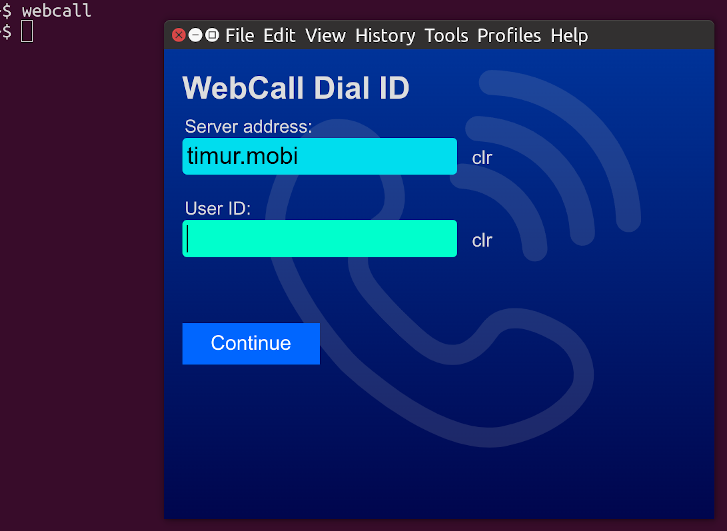 $ webcall
$
File Edit View History Tools Profiles Help
WebCall Dial ID
Server address:
timur.mobi
clr
User ID:
clr
Continue